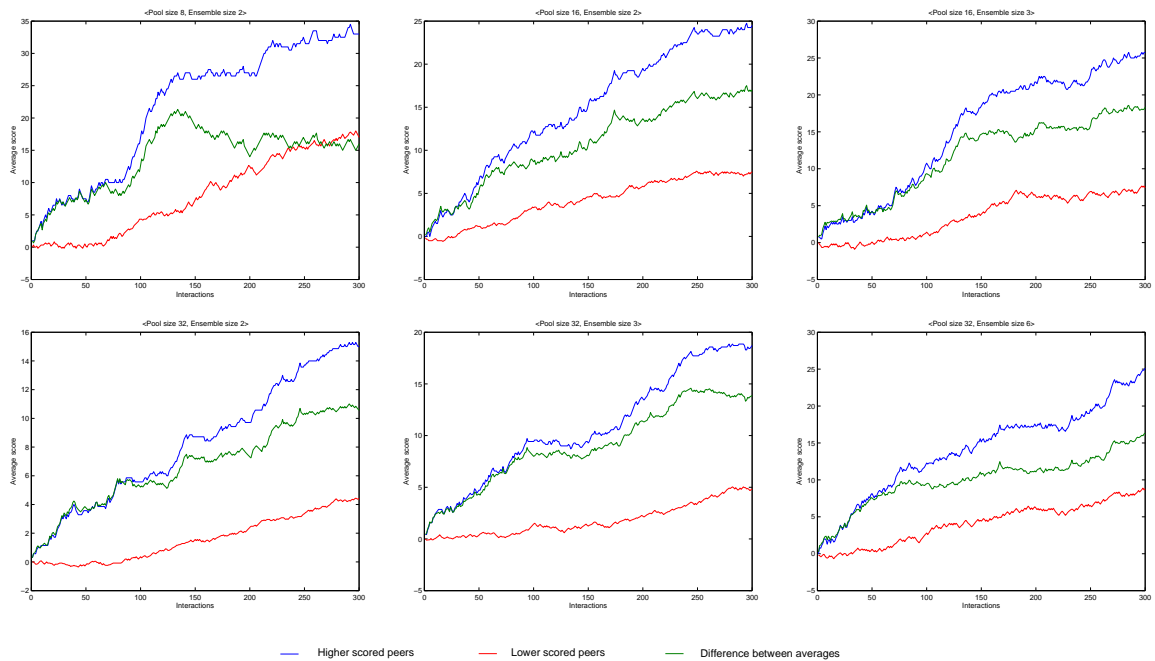 <Pool size 8, Ensemble size 2>
35
30
25
20
15
10
5
0
−5
0 50 100 150 200 250 300
Average score
Interactions
<Pool size 16, Ensemble size 2>
25
20
15
10
5
0
−5
0 50 100 150 200 250 300
Average score
Interactions
<Pool size 16, Ensemble size 3>
30
25
20
15
10
5
0
−5
0 50 100 150 200 250 300
Average score
Interactions
<Pool size 32, Ensemble size 2>
16
14
12
10
8
6
4
2
0
−2
0 50 100 150 200 250 300
Average score
Interactions
<Pool size 32, Ensemble size 3>
20
15
10
5
0
−5
0 50 100 150 200 250 300
Average score
Interactions
<Pool size 32, Ensemble size 6>
30
25
20
15
10
5
0
−5
0 50 100 150 200 250 300
Average score
Interactions
Higher scored peers
Lower scored peers
Difference between averages